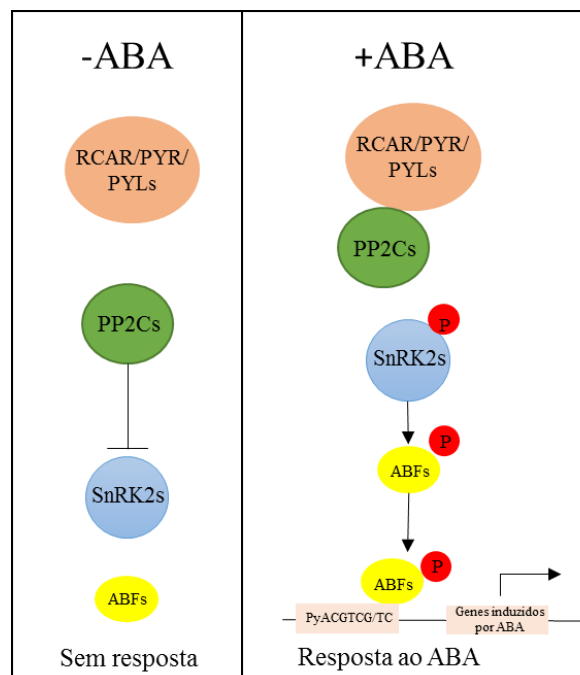 -ABA
RCAR/PYR/
PYLs
PP2Cs
SnRK2s
ABFs
Sem resposta
+ABA
RCAR/PYR/
PYLs
PP2Cs
P
SnRK2s
P
ABFs
P
ABFs
PyACGTCG/TC
Genes induzidos
por ABA
Resposta ao ABA